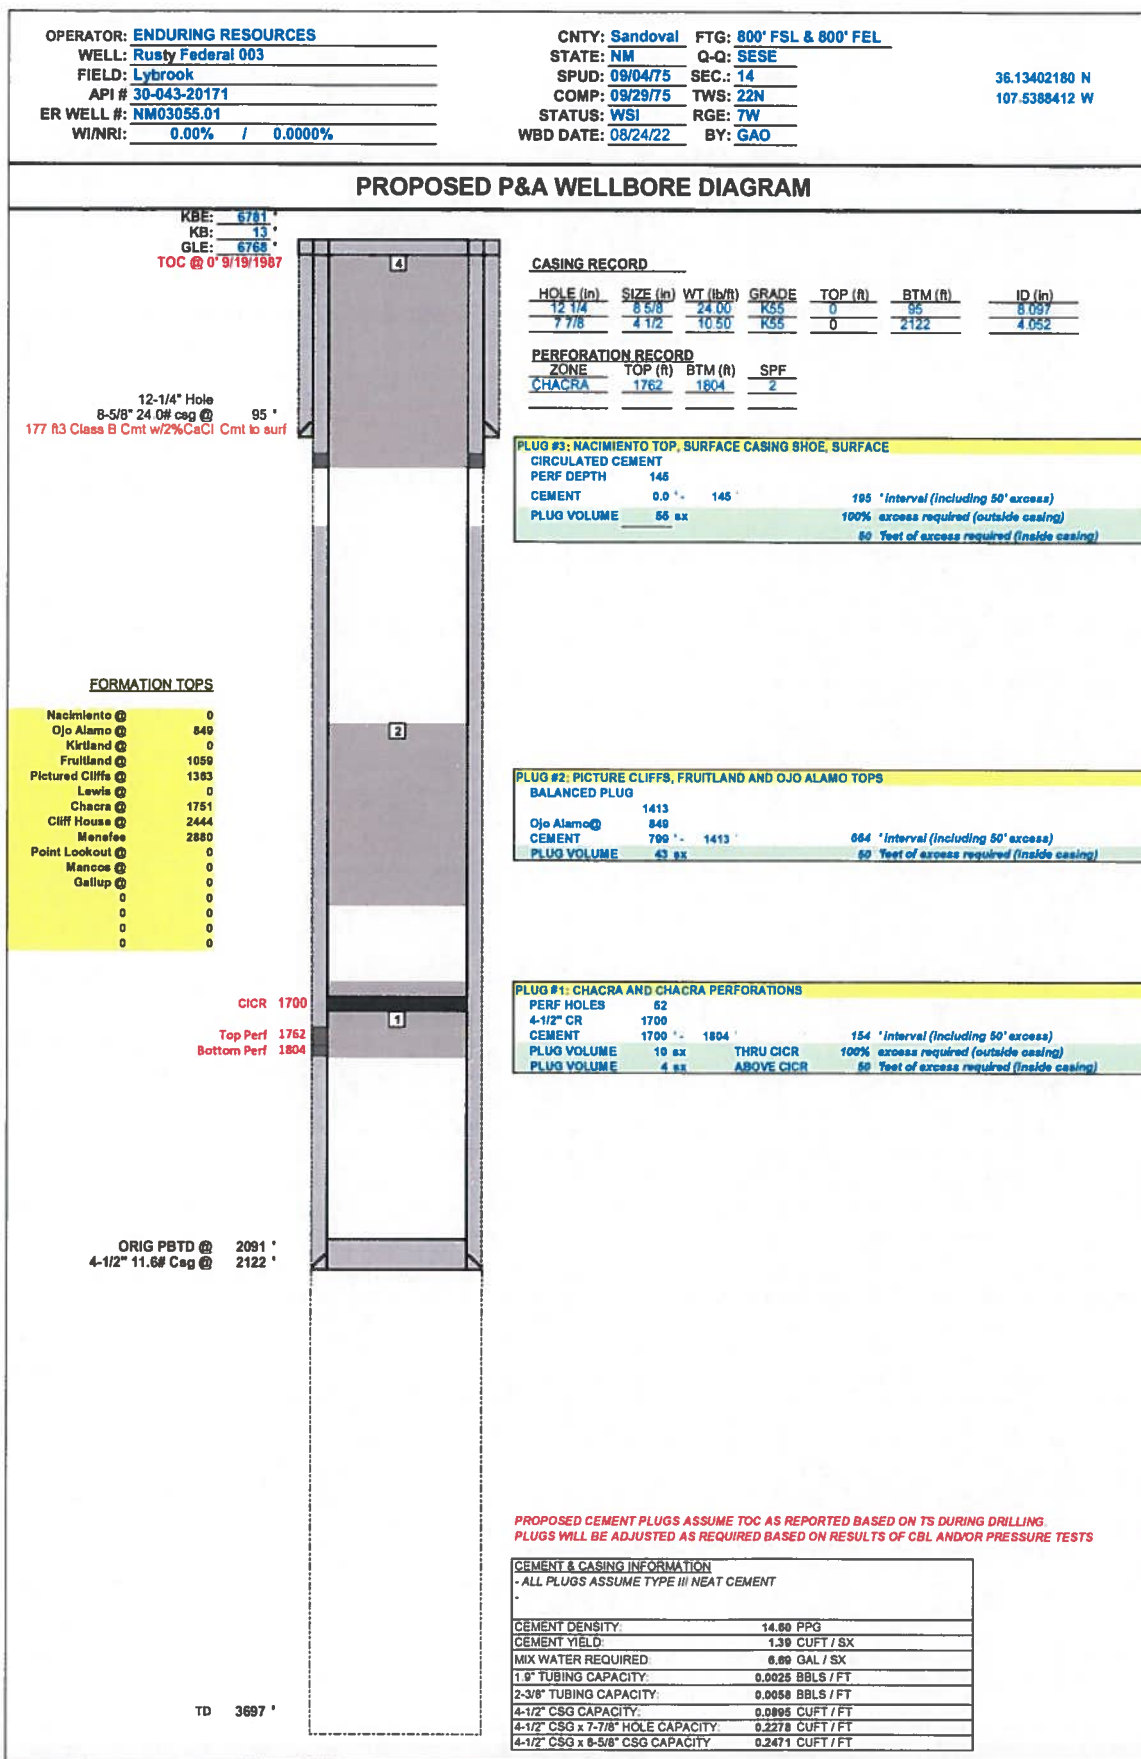 OPERATOR: ENDURING RESOURCES
WELL: Rusty Federal 003
FIELD: Lybrook
API # 30-043-20171
ER WELL #: NM03055.01
WI/NRI: 0.00% / 0.0000%
CNTY: Sandoval FTG: 800' FSL & 800' FEL
STATE: NM Q-Q: SESE
SPUD: 09/04/75 SEC.: 14
COMP: 09/29/75 TWS: 22N
STATUS: WSI RGE: 7W
WBD DATE: 08/24/22 BY: GAO
36.13402180 N
107.5388412 W
PROPOSED P&A WELLBORE DIAGRAM
KBE: 6781 '
KB: 13 '
GLE: 6768 '
TOC @ 0' 9/19/1987
4
CASING RECORD
HOLE (in) SIZE (in) WT (lb/ft) GRADE TOP (ft) BTM (ft) ID (in)
12 1/4 8 5/8 24.00 K55 0 95 8.097
7 7/8 4 1/2 10.50 K55 0 2122 4.052
PERFORATION RECORD
ZONE TOP (ft) BTM (ft) SPF
CHACRA 1762 1804 2
12-1/4" Hole
8-5/8" 24.0# csg @ 95 '
177 ft3 Class B Cmt w/2%CaCl Cmt to surf
PLUG #3: NACIMIENTO TOP, SURFACE CASING SHOE, SURFACE
CIRCULATED CEMENT
PERF DEPTH 145
CEMENT 0.0 '- 145 ' 195 ' interval (including 50' excess)
PLUG VOLUME 55 sx 100% excess required (outside casing)
50 'feet of excess required (inside casing)
FORMATION TOPS
Nacimiento @ 0
Ojo Alamo @ 849
Kirtland @ 0
Fruitland @ 1059
Pictured Cliffs @ 1363
Lewis @ 0
Chacra @ 1751
Cliff House @ 2444
Menefee 2880
Point Lookout @ 0
Mancos @ 0
Gallup @ 0
0 0
0 0
0 0
0 0
2
PLUG #2: PICTURE CLIFFS, FRUITLAND AND OJO ALAMO TOPS
BALANCED PLUG
1413
Ojo Alamo@ 849
CEMENT 799 '- 1413 ' 664 ' interval (including 50' excess)
PLUG VOLUME 43 sx 50 'feet of excess required (inside casing)
CICR 1700
1
Top Perf 1762
Bottom Perf 1804
PLUG #1: CHACRA AND CHACRA PERFORATIONS
PERF HOLES 62
4-1/2" CR 1700
CEMENT 1700 '- 1804 ' 154 ' interval (including 50' excess)
PLUG VOLUME 10 sx THRU CICR 100% excess required (outside casing)
PLUG VOLUME 4 sx ABOVE CICR 50 'feet of excess required (inside casing)
ORIG PBTD @ 2091 '
4-1/2" 11.6# Csg @ 2122 '
PROPOSED CEMENT PLUGS ASSUME TOC AS REPORTED BASED ON TS DURING DRILLING.
PLUGS WILL BE ADJUSTED AS REQUIRED BASED ON RESULTS OF CBL AND/OR PRESSURE TESTS
CEMENT & CASING INFORMATION
- ALL PLUGS ASSUME TYPE III NEAT CEMENT
-
CEMENT DENSITY: 14.60 PPG
CEMENT YIELD: 1.39 CUFT / SX
MIX WATER REQUIRED: 6.69 GAL / SX
1.9" TUBING CAPACITY: 0.0025 BBLS / FT
2-3/8" TUBING CAPACITY: 0.0058 BBLS / FT
4-1/2" CSG CAPACITY: 0.0895 CUFT / FT
4-1/2" CSG x 7-7/8" HOLE CAPACITY: 0.2278 CUFT / FT
4-1/2" CSG x 8-5/8" CSG CAPACITY 0.2471 CUFT / FT
TD 3697 '